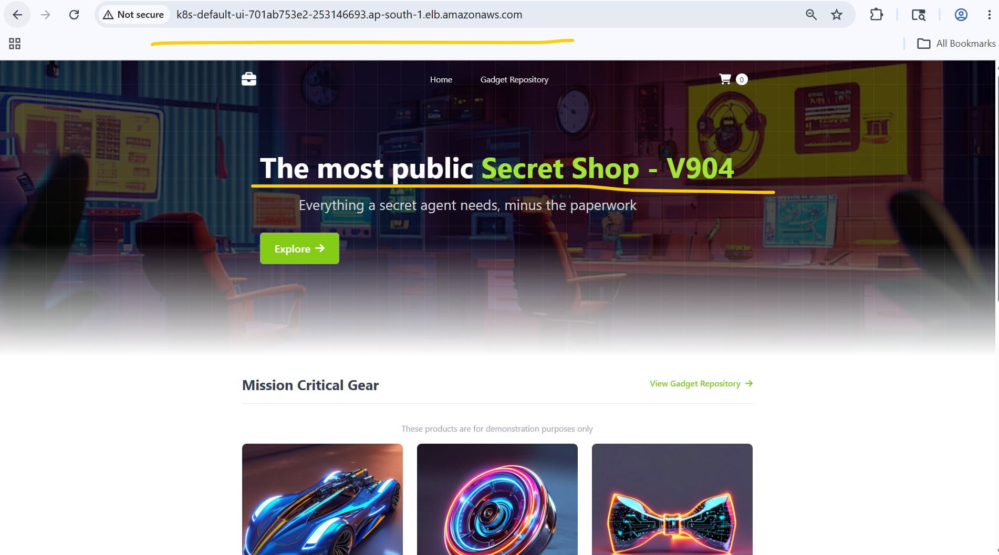 Not secure k8s-default-ui-701ab753e2-253146693.ap-south-1.elb.amazonaws.com
All Bookmarks
Home Gadget Repository 0
The most public Secret Shop - V904
Everything a secret agent needs, minus the paperwork
Explore →
Mission Critical Gear View Gadget Repository →
These products are for demonstration purposes only